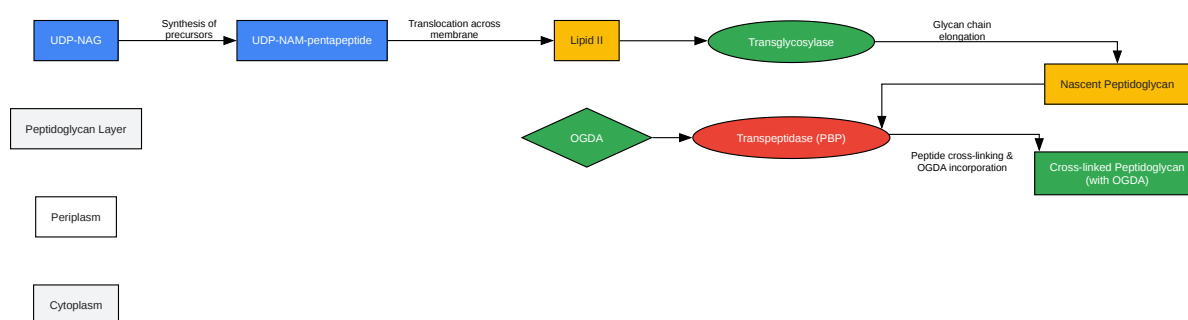 UDP-NAG
Synthesis of
precursors
UDP-NAM-pentapeptide
Translocation across
membrane
Lipid II
Transglycosylase
Glycan chain
elongation
Nascent Peptidoglycan
Peptidoglycan Layer
OGDA
Transpeptidase (PBP)
Peptide cross-linking &
OGDA incorporation
Cross-linked Peptidoglycan
(with OGDA)
Periplasm
Cytoplasm